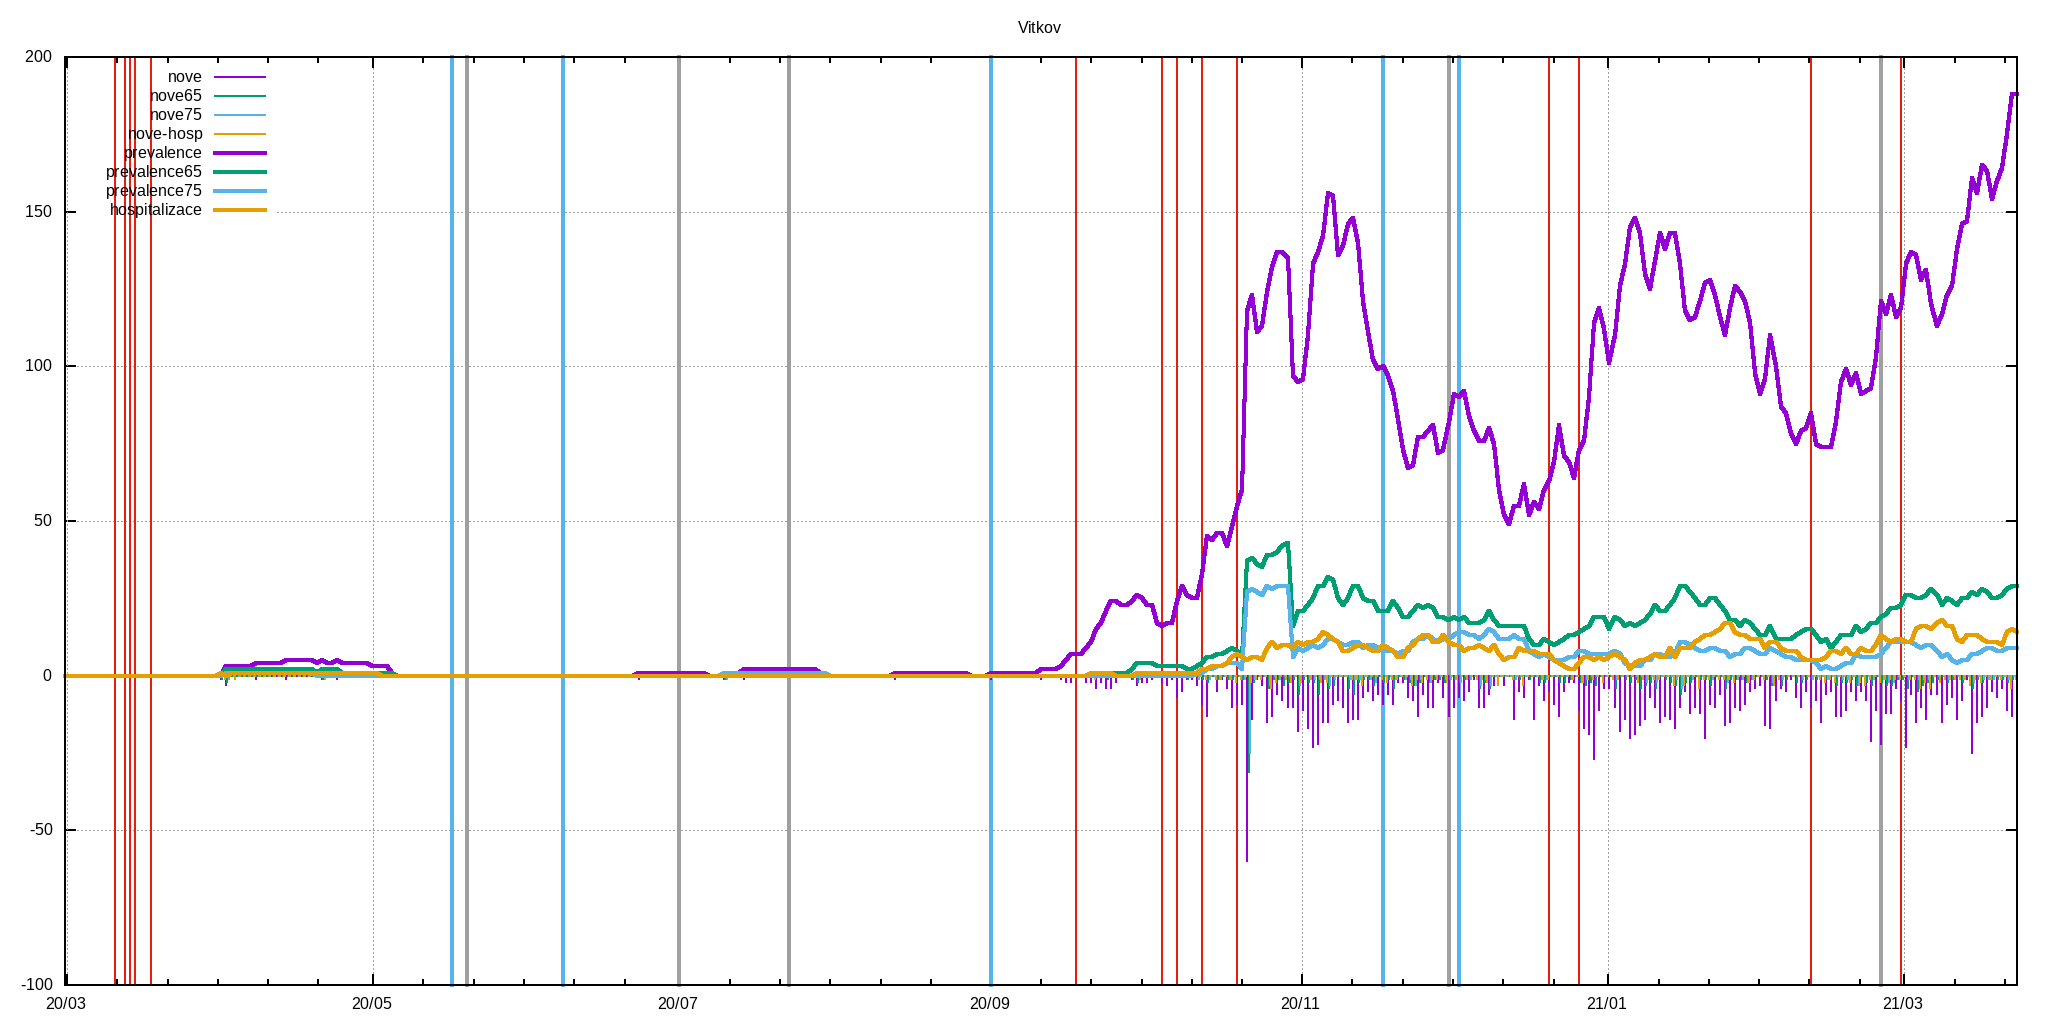 Vitkov
200
150
100
50
0
-50
-100
nove
nove65
nove75
nove-hosp
prevalence
prevalence65
prevalence75
hospitalizace
20/03 20/05 20/07 20/09 20/11 21/01 21/03